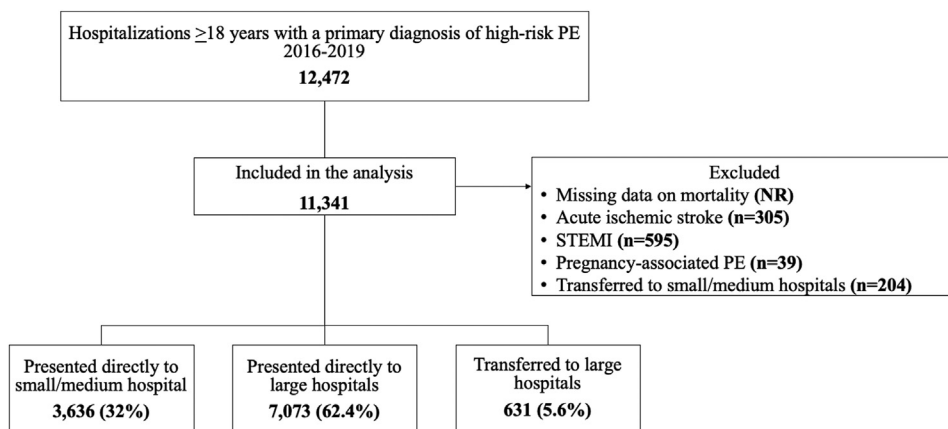 Hospitalizations ≥18 years with a primary diagnosis of high-risk PE
2016-2019
12,472
Included in the analysis
11,341
Excluded
• Missing data on mortality (NR)
• Acute ischemic stroke (n=305)
• STEMI (n=595)
• Pregnancy-associated PE (n=39)
• Transferred to small/medium hospitals (n=204)
Presented directly to
small/medium hospital
3,636 (32%)
Presented directly to
large hospitals
7,073 (62.4%)
Transferred to large
hospitals
631 (5.6%)